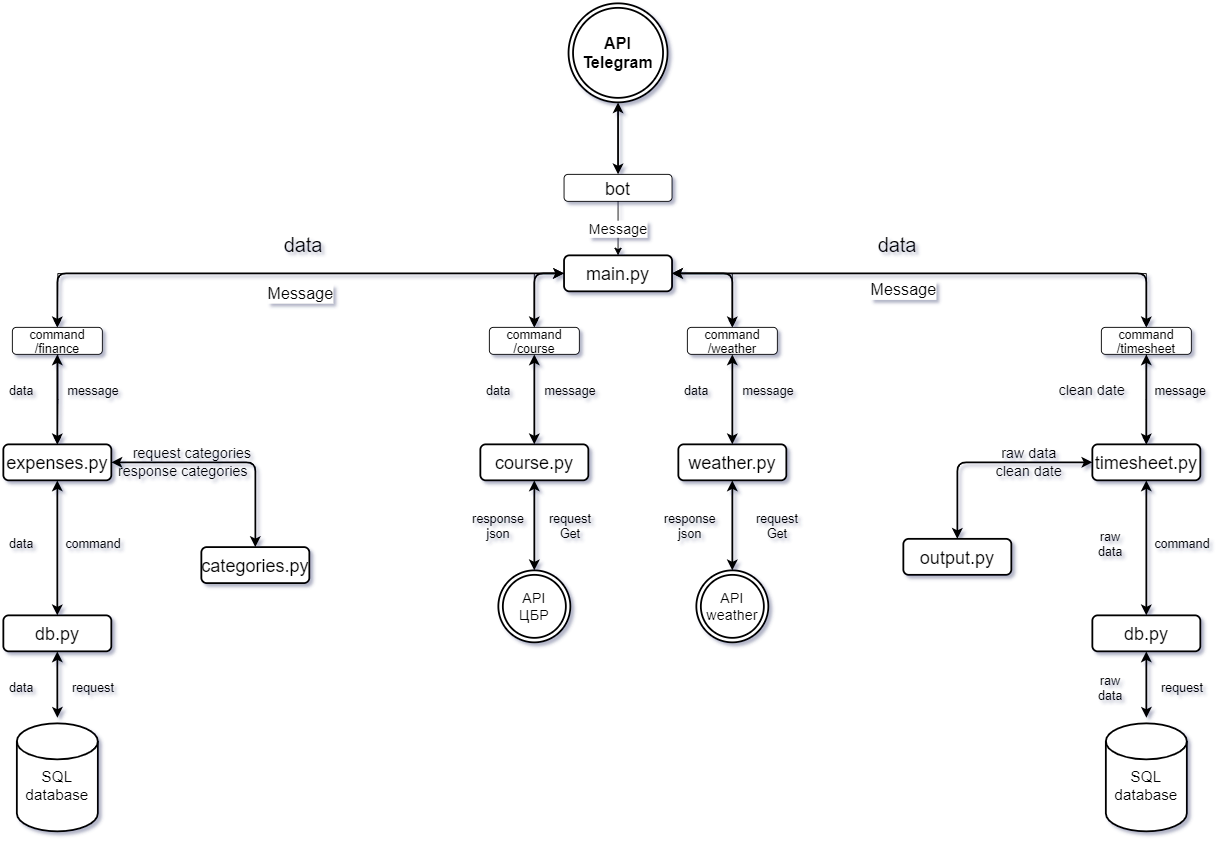 API
Telegram
bot
Message
data
data
main.py
Message
Message
command
/finance
command
/course
command
/weather
command
/timesheet
data
message
data
message
data
message
clean date
message
expenses.py
request categories
response categories
course.py
weather.py
raw data
clean date
timesheet.py
response
json
request
Get
response
json
request
Get
data
command
categories.py
output.py
raw
data
command
API
ЦБР
API
weather
db.py
db.py
data
request
raw
data
request
SQL
database
SQL
database